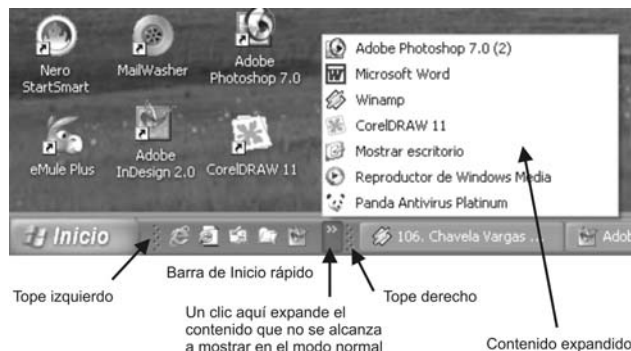 Nero
StartSmart
MailWasher
Adobe
Photoshop 7.0
eMule Plus
Adobe
InDesign 2.0
CorelDRAW 11
Adobe Photoshop 7.0 (2)
Microsoft Word
Winamp
CorelDRAW 11
Mostrar escritorio
Reproductor de Windows Media
Panda Antivirus Platinum
Inicio
»
106. Chavela Vargas ...
Adob
Barra de Inicio rápido
Tope izquierdo
Tope derecho
Un clic aquí expande el
contenido que no se alcanza
a mostrar en el modo normal
Contenido expandido